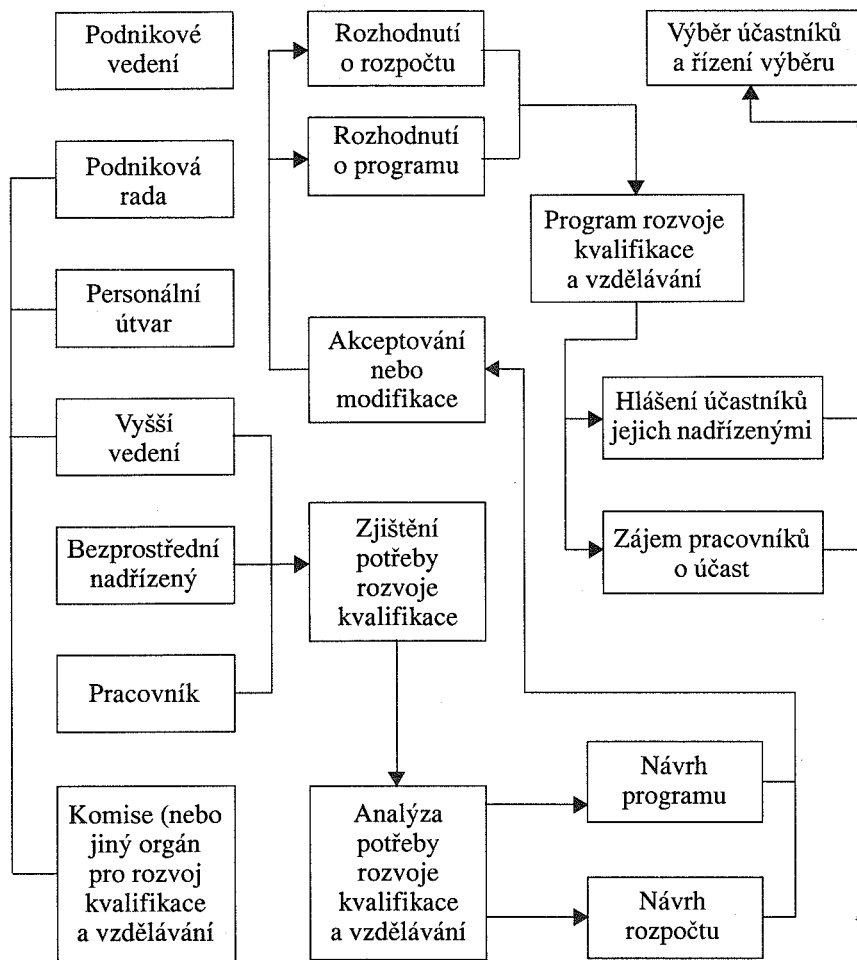 Podnikové
vedení
Rozhodnutí
o rozpočtu
Výběr účastníků
a řízení výběru
Podniková
rada
Rozhodnutí
o programu
Program rozvoje
kvalifikace
a vzdělávání
Personální
útvar
Akceptování
nebo
modifikace
Vyšší
vedení
Hlášení účastníků
jejich nadřízenými
Bezprostřední
nadřízený
Zjištění
potřeby
rozvoje
kvalifikace
Zájem pracovníků
o účast
Pracovník
Komise (nebo
jiný orgán
pro rozvoj
kvalifikace
a vzdělávání
Analýza
potřeby
rozvoje
kvalifikace
a vzdělávání
Návrh
programu
Návrh
rozpočtu